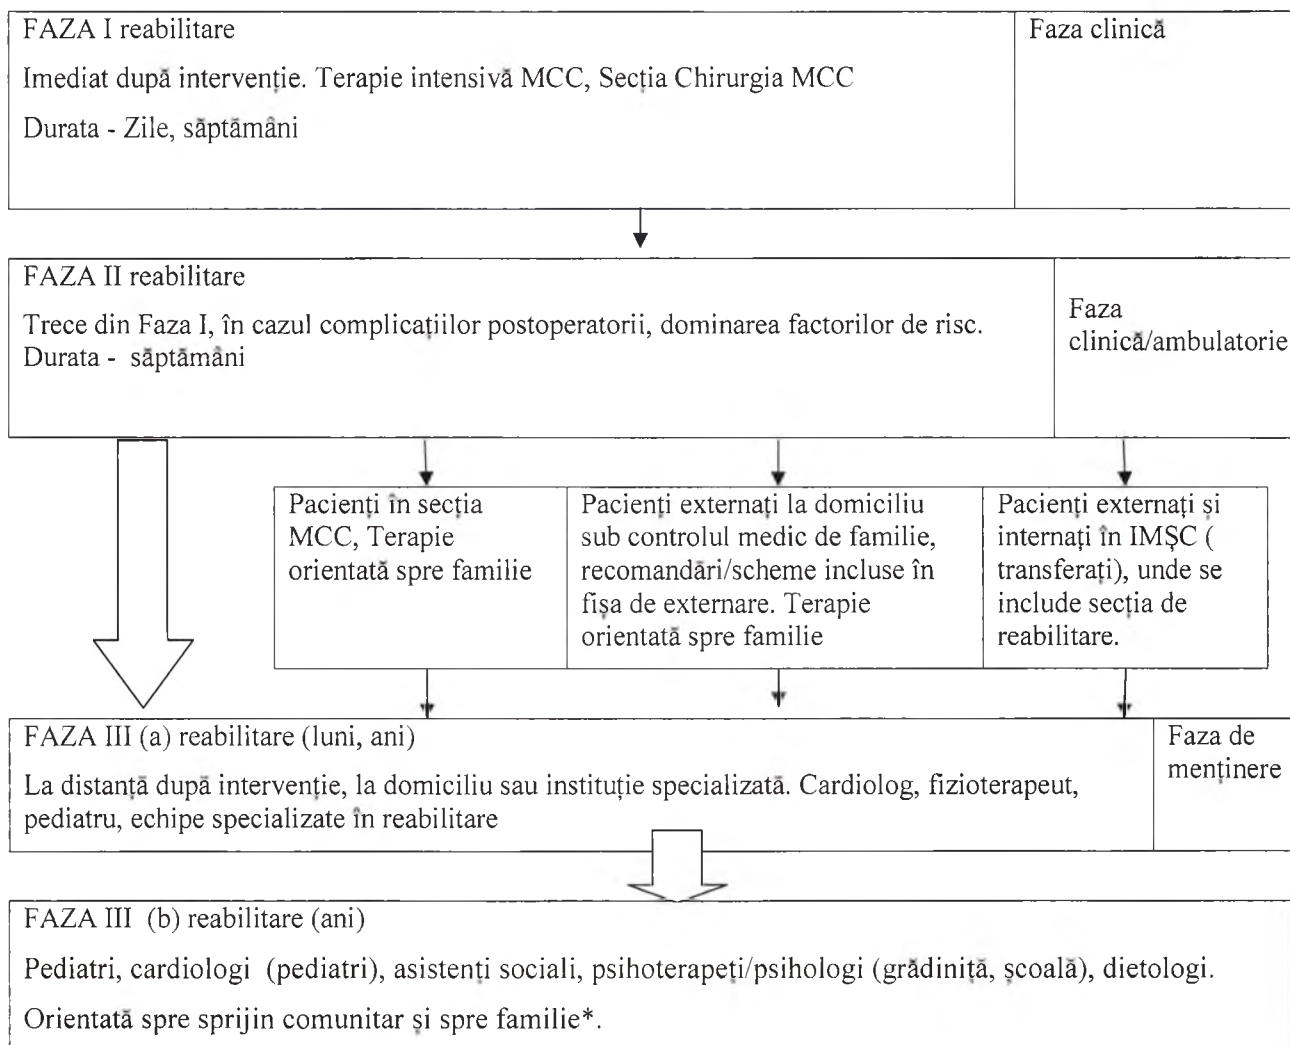 FAZA I reabilitare
Imediat după intervenție. Terapie intensivă MCC, Secția Chirurgia MCC
Durata - Zile, săptămâni
Faza clinică
FAZA II reabilitare
Trece din Faza I, în cazul complicațiilor postoperatorii, dominarea factorilor de risc.
Durata - săptămâni
Faza
clinică/ambulatorie
Pacienți în secția
MCC, Terapie
orientată spre familie
Pacienți externați la domiciliu
sub controlul medic de familie,
recomandări/scheme incluse în
fișa de externare. Terapie
orientată spre familie
Pacienți externați și
internați în IMȘC (
transferați), unde se
include secția de
reabilitare.
FAZA III (a) reabilitare (luni, ani)
La distanță după intervenție, la domiciliu sau instituție specializată. Cardiolog, fizioterapeut,
pediatru, echipe specializate în reabilitare
Faza de
menținere
FAZA III (b) reabilitare (ani)
Pediatri, cardiologi (pediatri), asistenți sociali, psihoterapeți/psihologi (grădiniță, școală), dietologi.
Orientată spre sprijin comunitar și spre familie*.